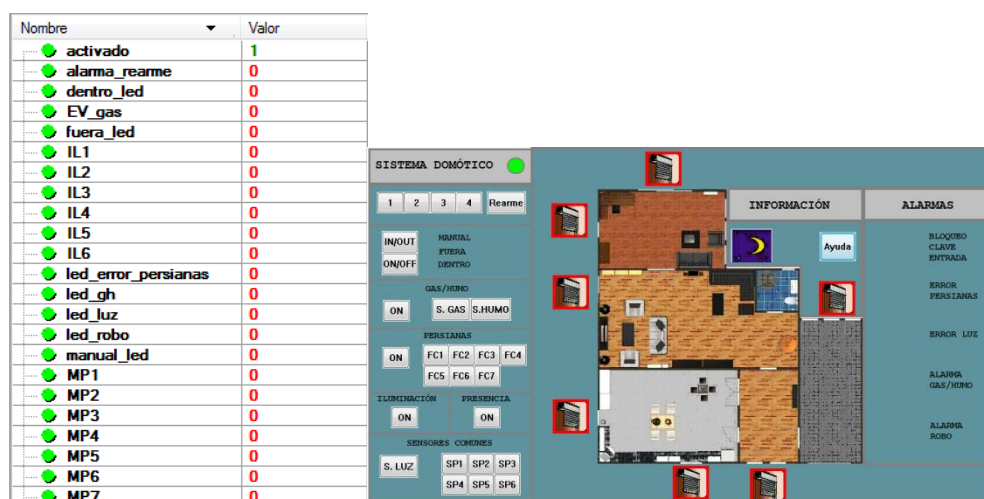 Nombre Valor
activado 1
alarma_rearme 0
dentro_led 0
EV_gas 0
fuera_led 0
IL1 0
IL2 0
IL3 0
IL4 0
IL5 0
IL6 0
led_error_persianas 0
led_gh 0
led_luz 0
led_robo 0
manual_led 0
MP1 0
MP2 0
MP3 0
MP4 0
MP5 0
MP6 0
MP7 0
SISTEMA DOMÓTICO
1 2 3 4 Rearme
IN/OUT MANUAL
FUERA
ON/OFF DENTRO
GAS/HUMO
ON S. GAS S.HUMO
PERSIANAS
ON FC1 FC2 FC3 FC4
FC5 FC6 FC7
ILUMINACIÓN PRESENCIA
ON ON
SENSORES COMUNES
S. LUZ SP1 SP2 SP3
SP4 SP5 SP6
INFORMACIÓN
Ayuda
ALARMAS
BLOQUEO
CLAVE
ENTRADA
ERROR
PERSIANAS
ERROR LUZ
ALARMA
GAS/HUMO
ALARMA
ROBO